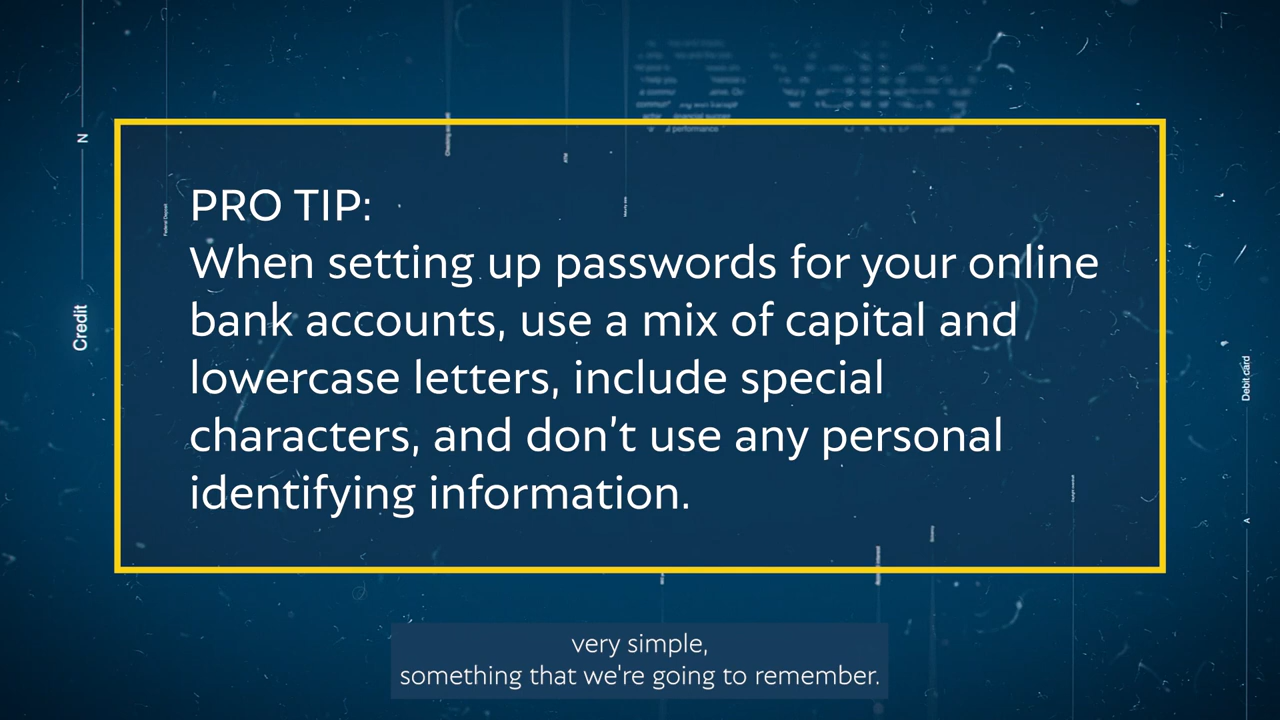 N
Credit
PRO TIP:
When setting up passwords for your online
bank accounts, use a mix of capital and
lowercase letters, include special
characters, and don't use any personal
identifying information.
Debit card
A
very simple,
something that we're going to remember.